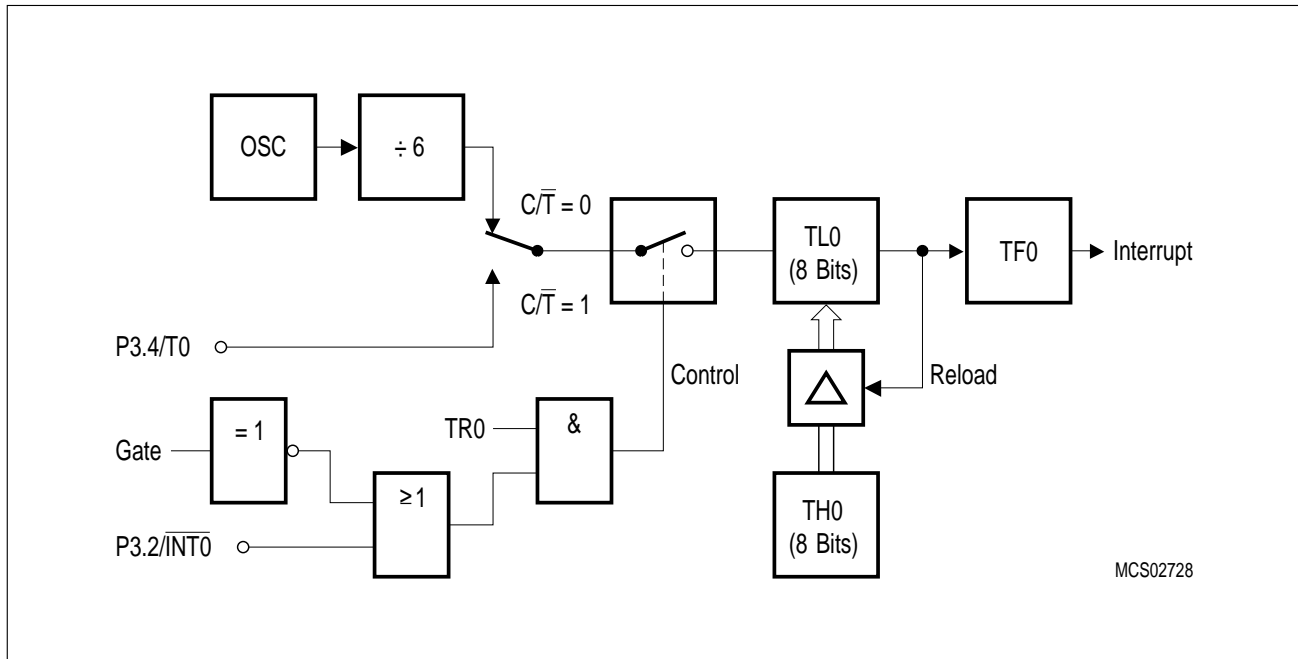 OSC
÷ 6
C/T̅ = 0
TL0
(8 Bits)
TF0
Interrupt
C/T̅ = 1
P3.4/T0
Control
Reload
Gate
= 1
TR0
&
≥ 1
P3.2/I̅N̅T̅0̅
TH0
(8 Bits)
MCS02728